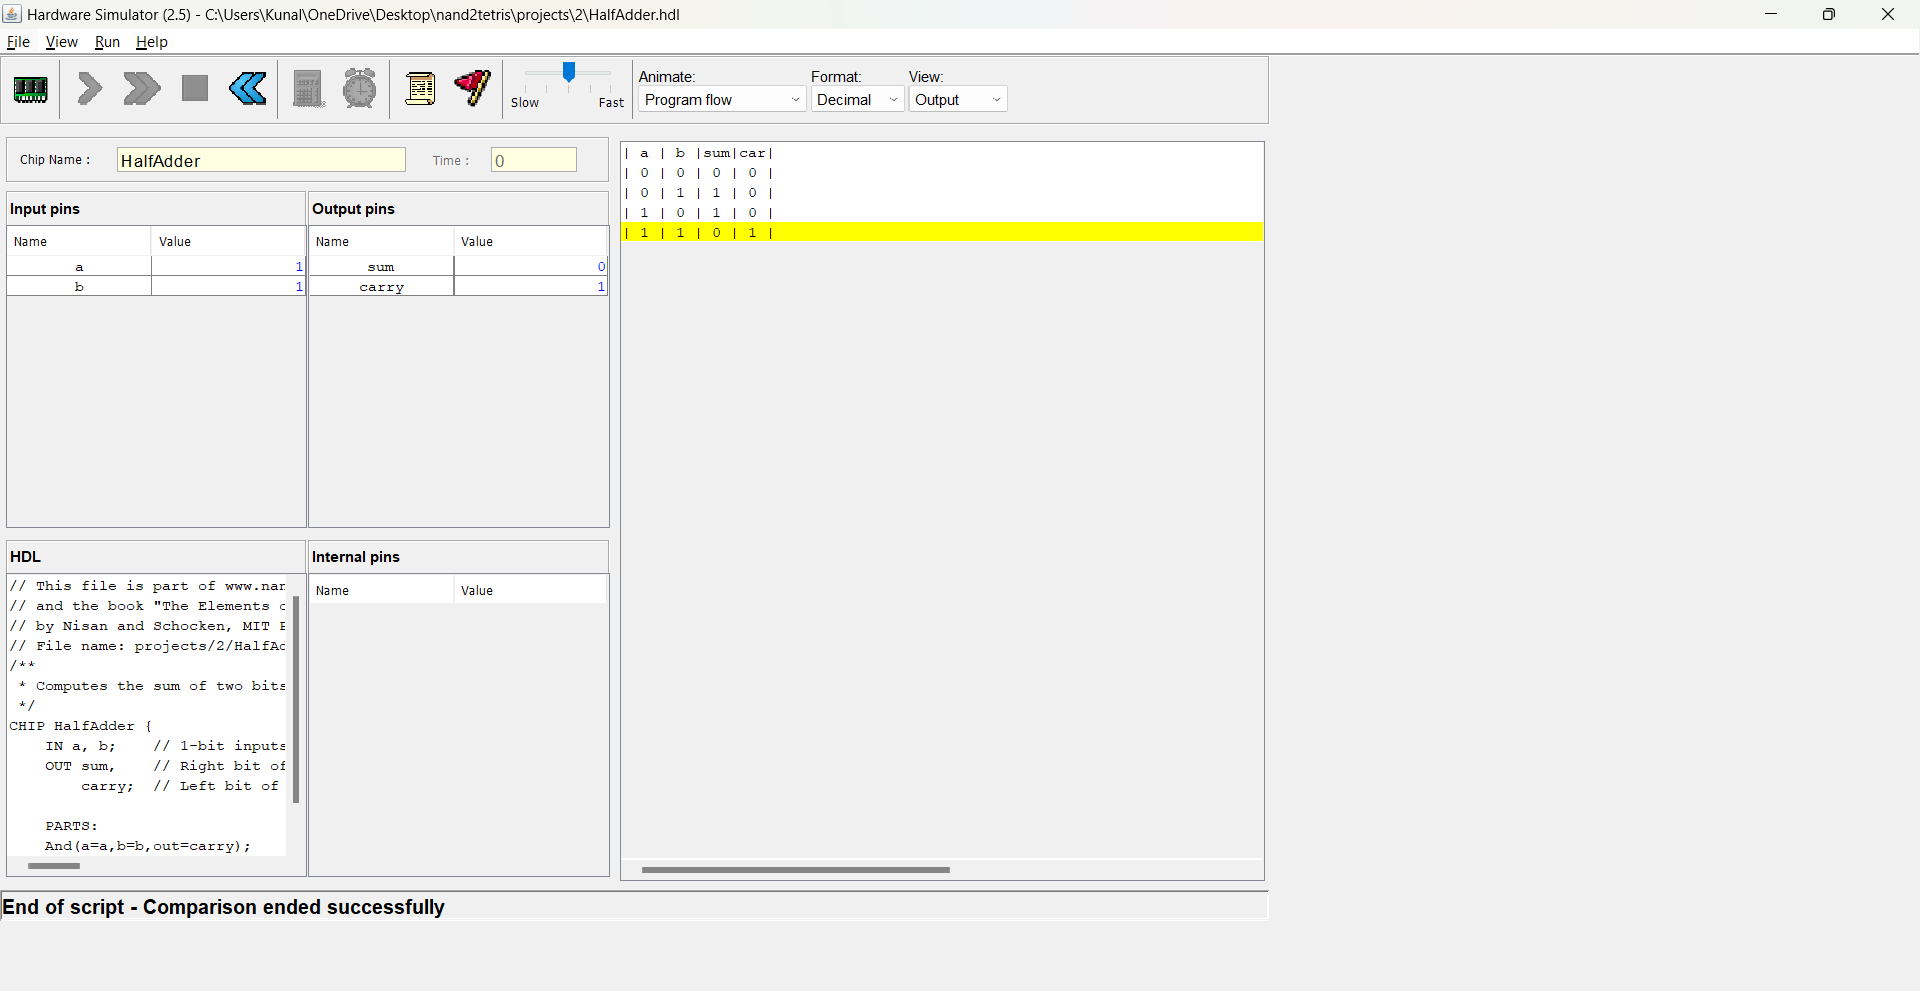 Hardware Simulator (2.5) - C:\Users\Kunal\OneDrive\Desktop\nand2tetris\projects\2\HalfAdder.hdl
File View Run Help
Slow Fast
Animate: Format: View:
Program flow Decimal Output
Chip Name : HalfAdder Time : 0
Input pins Output pins
Name Value Name Value
a 1 sum 0
b 1 carry 1
| a | b |sum|car|
| 0 | 0 | 0 | 0 |
| 0 | 1 | 1 | 0 |
| 1 | 0 | 1 | 0 |
| 1 | 1 | 0 | 1 |
HDL
// This file is part of www.nan
// and the book "The Elements o
// by Nisan and Schocken, MIT P
// File name: projects/2/HalfAd
/**
* Computes the sum of two bits
*/
CHIP HalfAdder {
IN a, b; // 1-bit inputs
OUT sum, // Right bit of
carry; // Left bit of
PARTS:
And(a=a,b=b,out=carry);
Internal pins
Name Value
End of script - Comparison ended successfully